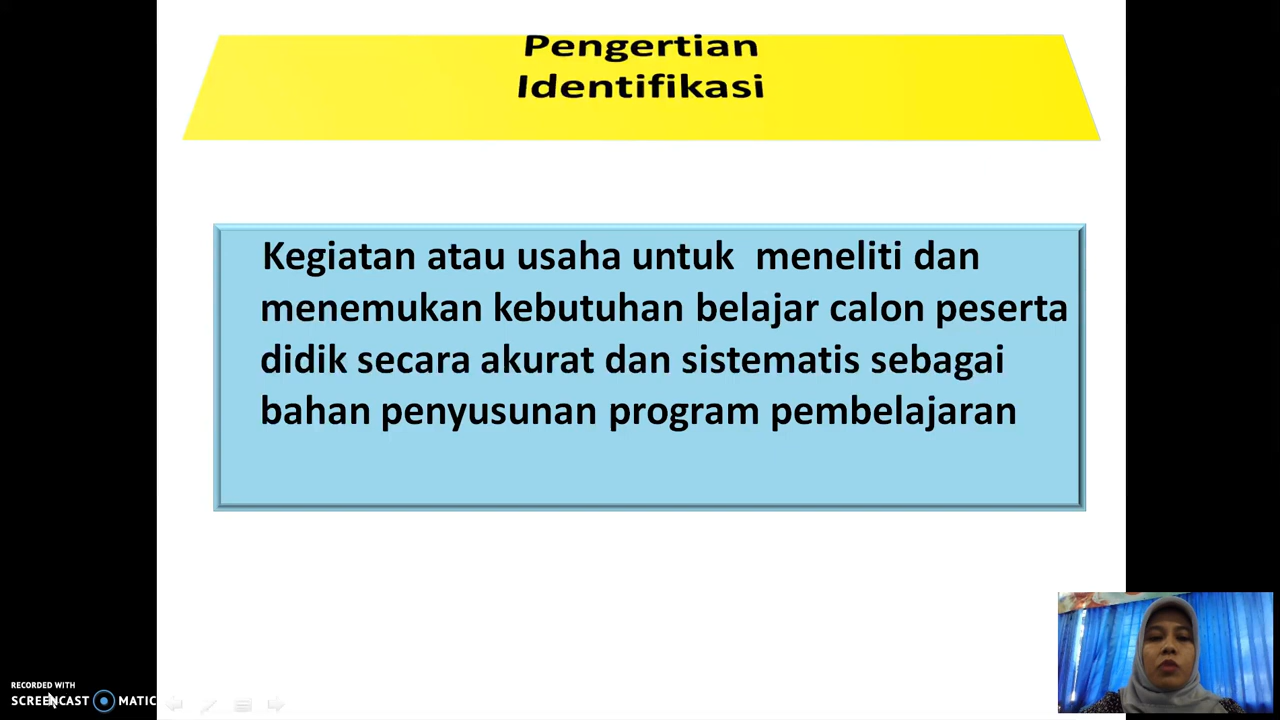 Pengertian
Identifikasi
Kegiatan atau usaha untuk  meneliti dan
menemukan kebutuhan belajar calon peserta
didik secara akurat dan sistematis sebagai
bahan penyusunan program pembelajaran
RECORDED WITH
SCREENCAST MATIC